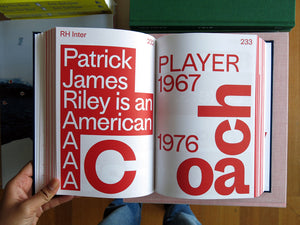 RH Inter
232
233
Patrick
James
Riley is an
American
A
A
A
A
C
PLAYER
1967
1976
oach